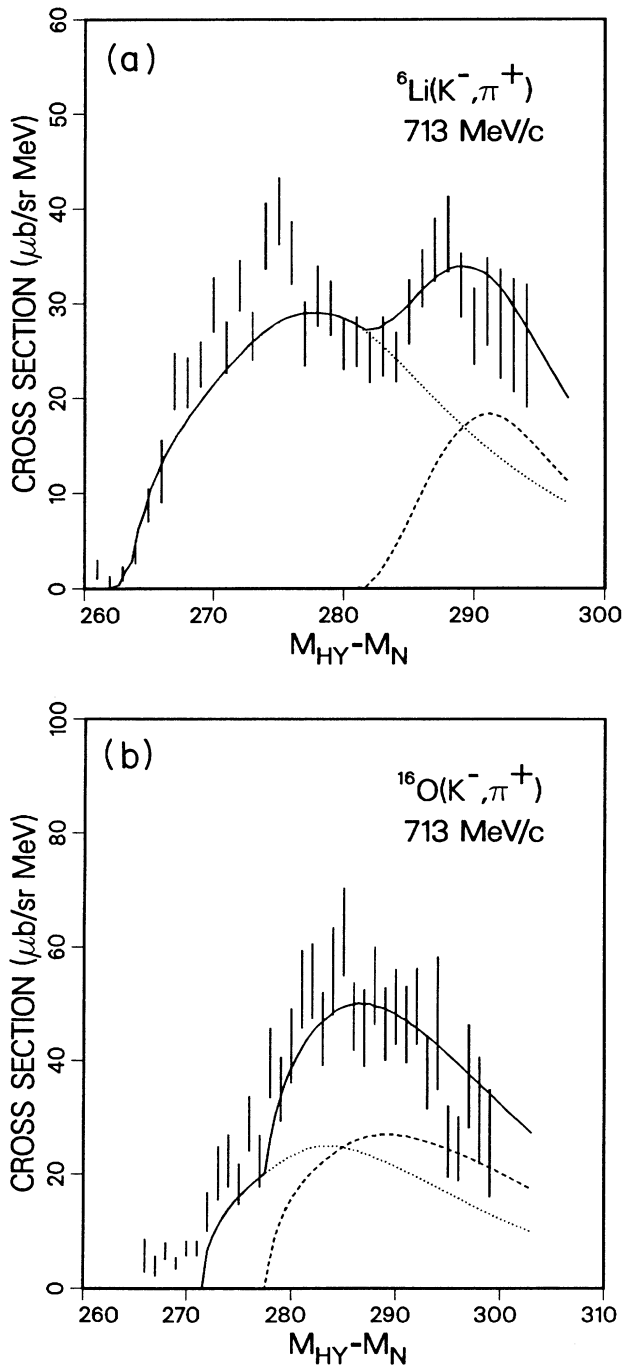 (a)
⁶Li(K⁻,π⁺)
713 MeV/c
CROSS SECTION (μb/sr MeV)
60
50
40
30
20
10
0
260 270 280 290 300
M_HY-M_N
(b)
¹⁶O(K⁻,π⁺)
713 MeV/c
CROSS SECTION (μb/sr MeV)
100
80
60
40
20
0
260 270 280 290 300 310
M_HY-M_N